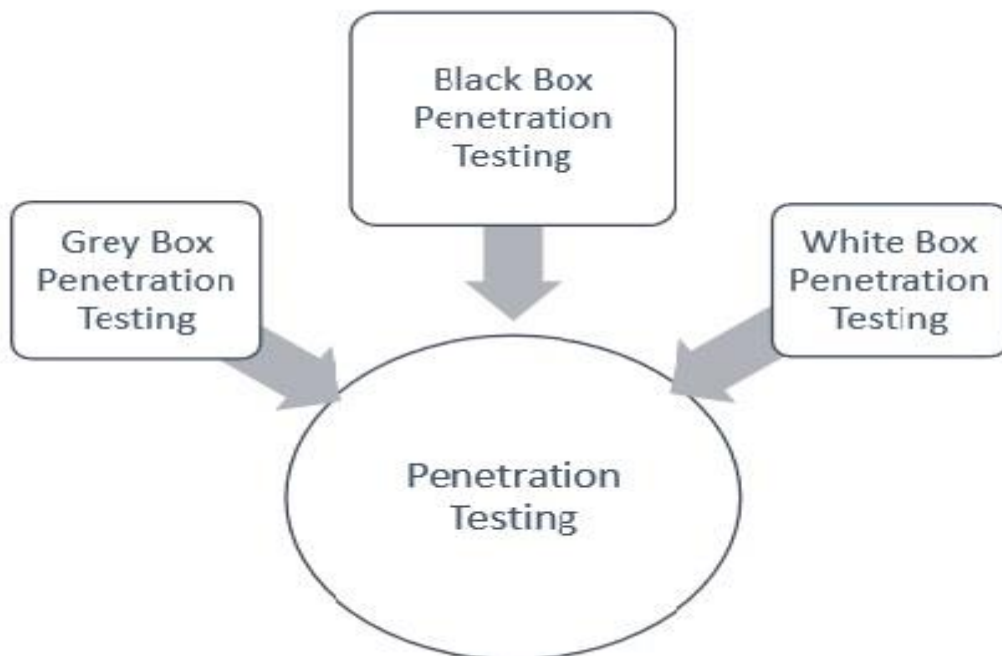 Black Box
Penetration
Testing
Grey Box
Penetration
Testing
White Box
Penetration
Testing
Penetration
Testing